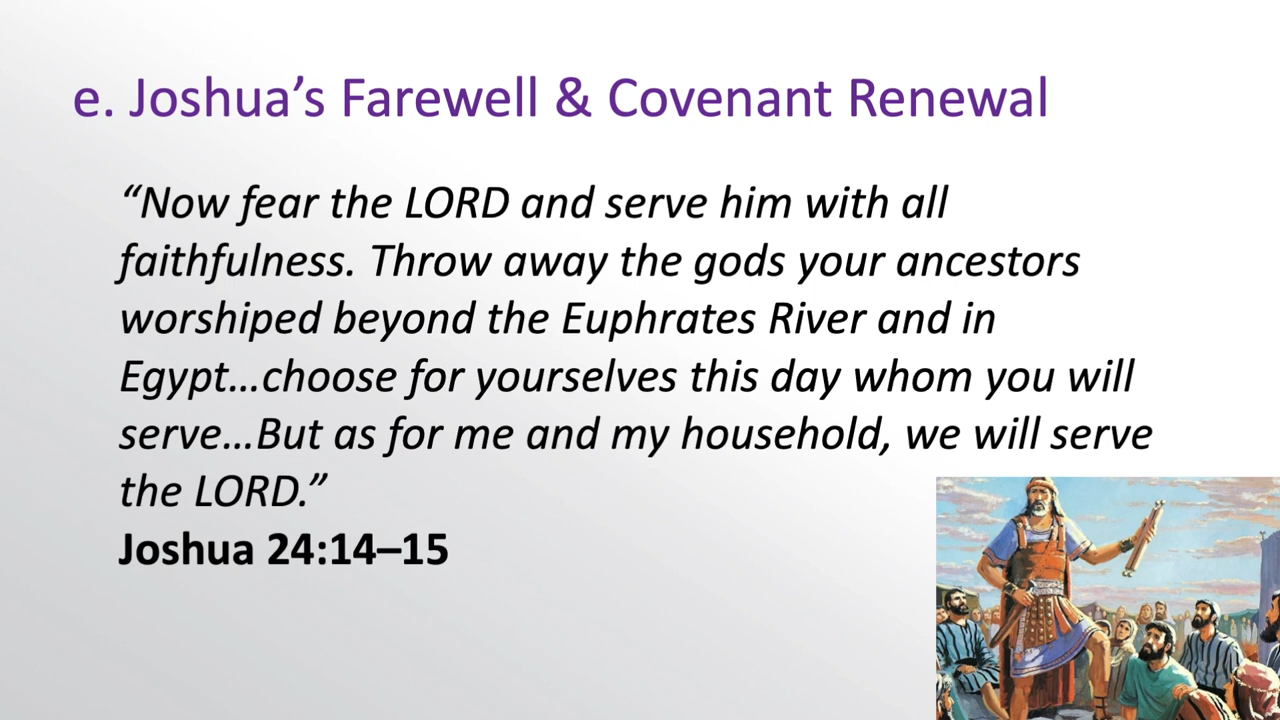 e. Joshua’s Farewell & Covenant Renewal
“Now fear the LORD and serve him with all
faithfulness. Throw away the gods your ancestors
worshiped beyond the Euphrates River and in
Egypt…choose for yourselves this day whom you will
serve…But as for me and my household, we will serve
the LORD.”
Joshua 24:14–15